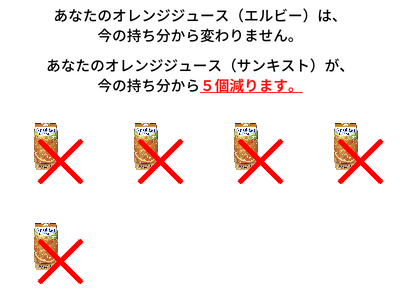 あなたのオレンジジュース（エルビー）は、
今の持ち分から変わりません。
あなたのオレンジジュース（サンキスト）が、
今の持ち分から５個減ります。